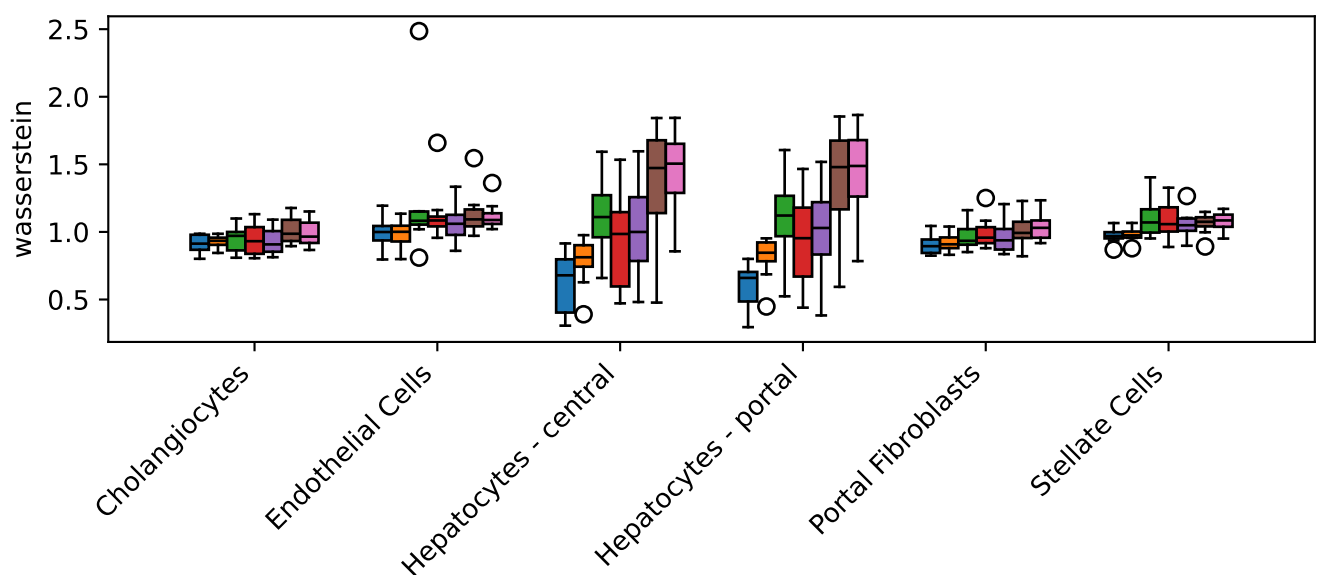 2.5
2.0
1.5
1.0
0.5
wasserstein
Cholangiocytes
Endothelial Cells
Hepatocytes - central
Hepatocytes - portal
Portal Fibroblasts
Stellate Cells